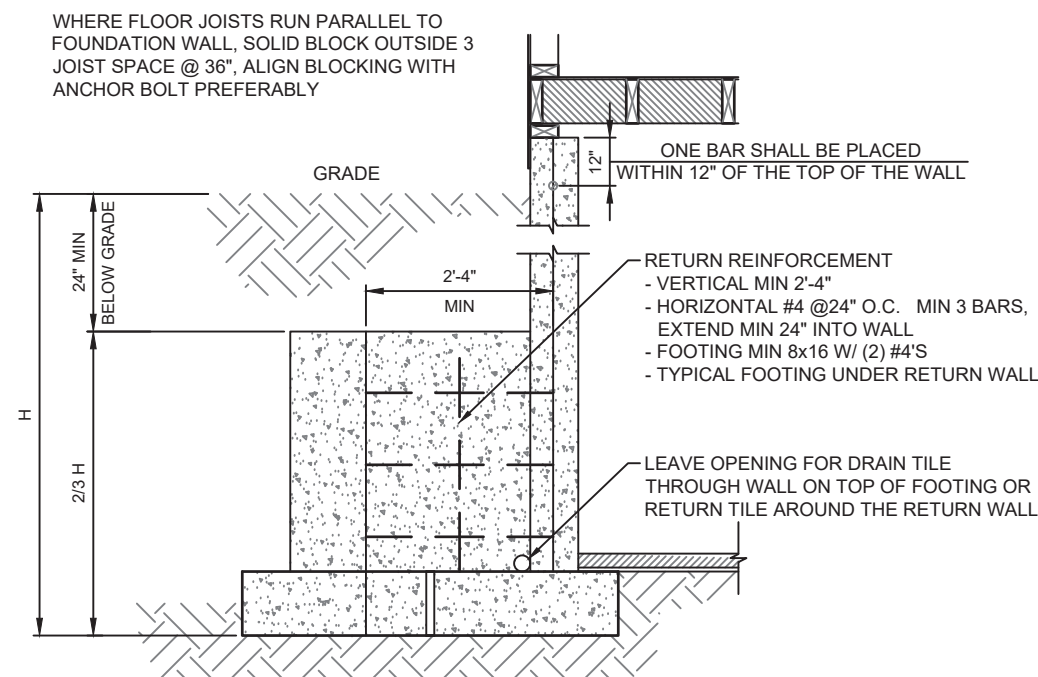 WHERE FLOOR JOISTS RUN PARALLEL TO
FOUNDATION WALL, SOLID BLOCK OUTSIDE 3
JOIST SPACE @ 36", ALIGN BLOCKING WITH
ANCHOR BOLT PREFERABLY
GRADE
12"
ONE BAR SHALL BE PLACED
WITHIN 12" OF THE TOP OF THE WALL
24" MIN
BELOW GRADE
2'-4"
MIN
RETURN REINFORCEMENT
- VERTICAL MIN 2'-4"
- HORIZONTAL #4 @24" O.C. MIN 3 BARS,
EXTEND MIN 24" INTO WALL
- FOOTING MIN 8x16 W/ (2) #4'S
- TYPICAL FOOTING UNDER RETURN WALL
H
2/3 H
LEAVE OPENING FOR DRAIN TILE
THROUGH WALL ON TOP OF FOOTING OR
RETURN TILE AROUND THE RETURN WALL